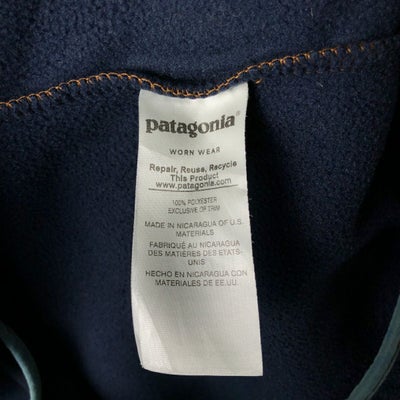 patagonia®
WORN WEAR
Repair, Reuse, Recycle
This Product
www.patagonia.com
100% POLYESTER
EXCLUSIVE OF TRIM
MADE IN NICARAGUA OF U.S.
MATERIALS
FABRIQUÉ AU NICARAGUA
DES MATIÈRES DES ETATS-
UNIS
HECHO EN NICARAGUA CON
MATERIALES DE EE.UU.